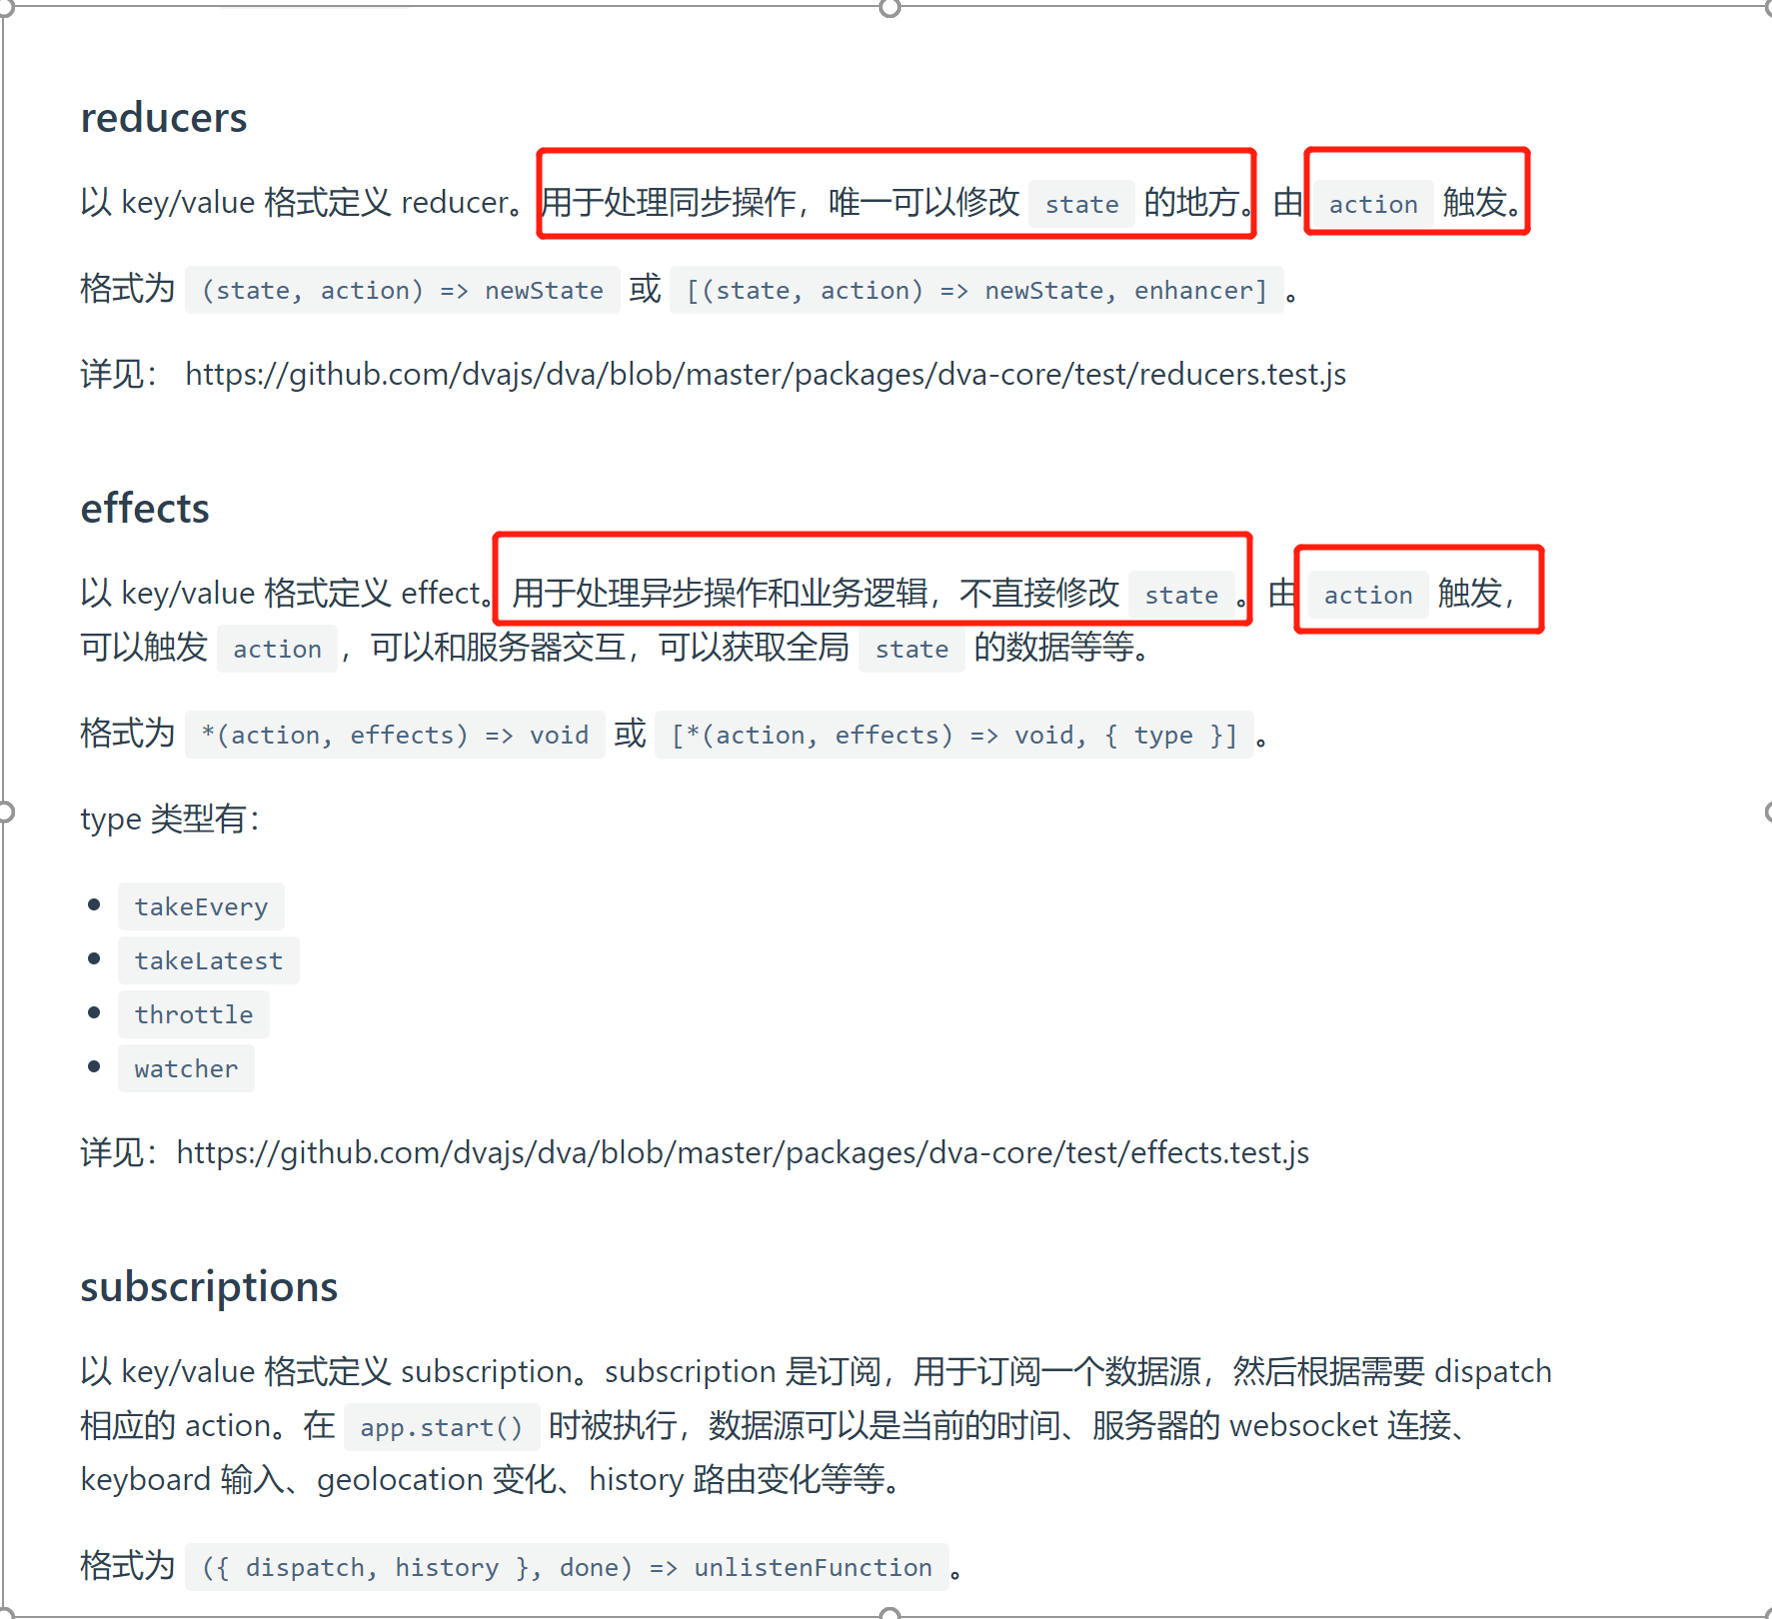 reducers
以 key/value 格式定义 reducer。用于处理同步操作，唯一可以修改 state 的地方。由 action 触发。
格式为 (state, action) => newState 或 [(state, action) => newState, enhancer] 。
详见： https://github.com/dvajs/dva/blob/master/packages/dva-core/test/reducers.test.js
effects
以 key/value 格式定义 effect。用于处理异步操作和业务逻辑，不直接修改 state 。由 action 触发，
可以触发 action ，可以和服务器交互，可以获取全局 state 的数据等等。
格式为 *(action, effects) => void 或 [*(action, effects) => void, { type }] 。
type 类型有：
• takeEvery
• takeLatest
• throttle
• watcher
详见：https://github.com/dvajs/dva/blob/master/packages/dva-core/test/effects.test.js
subscriptions
以 key/value 格式定义 subscription。subscription 是订阅，用于订阅一个数据源，然后根据需要 dispatch
相应的 action。在 app.start() 时被执行，数据源可以是当前的时间、服务器的 websocket 连接、
keyboard 输入、geolocation 变化、history 路由变化等等。
格式为 ({ dispatch, history }, done) => unlistenFunction 。